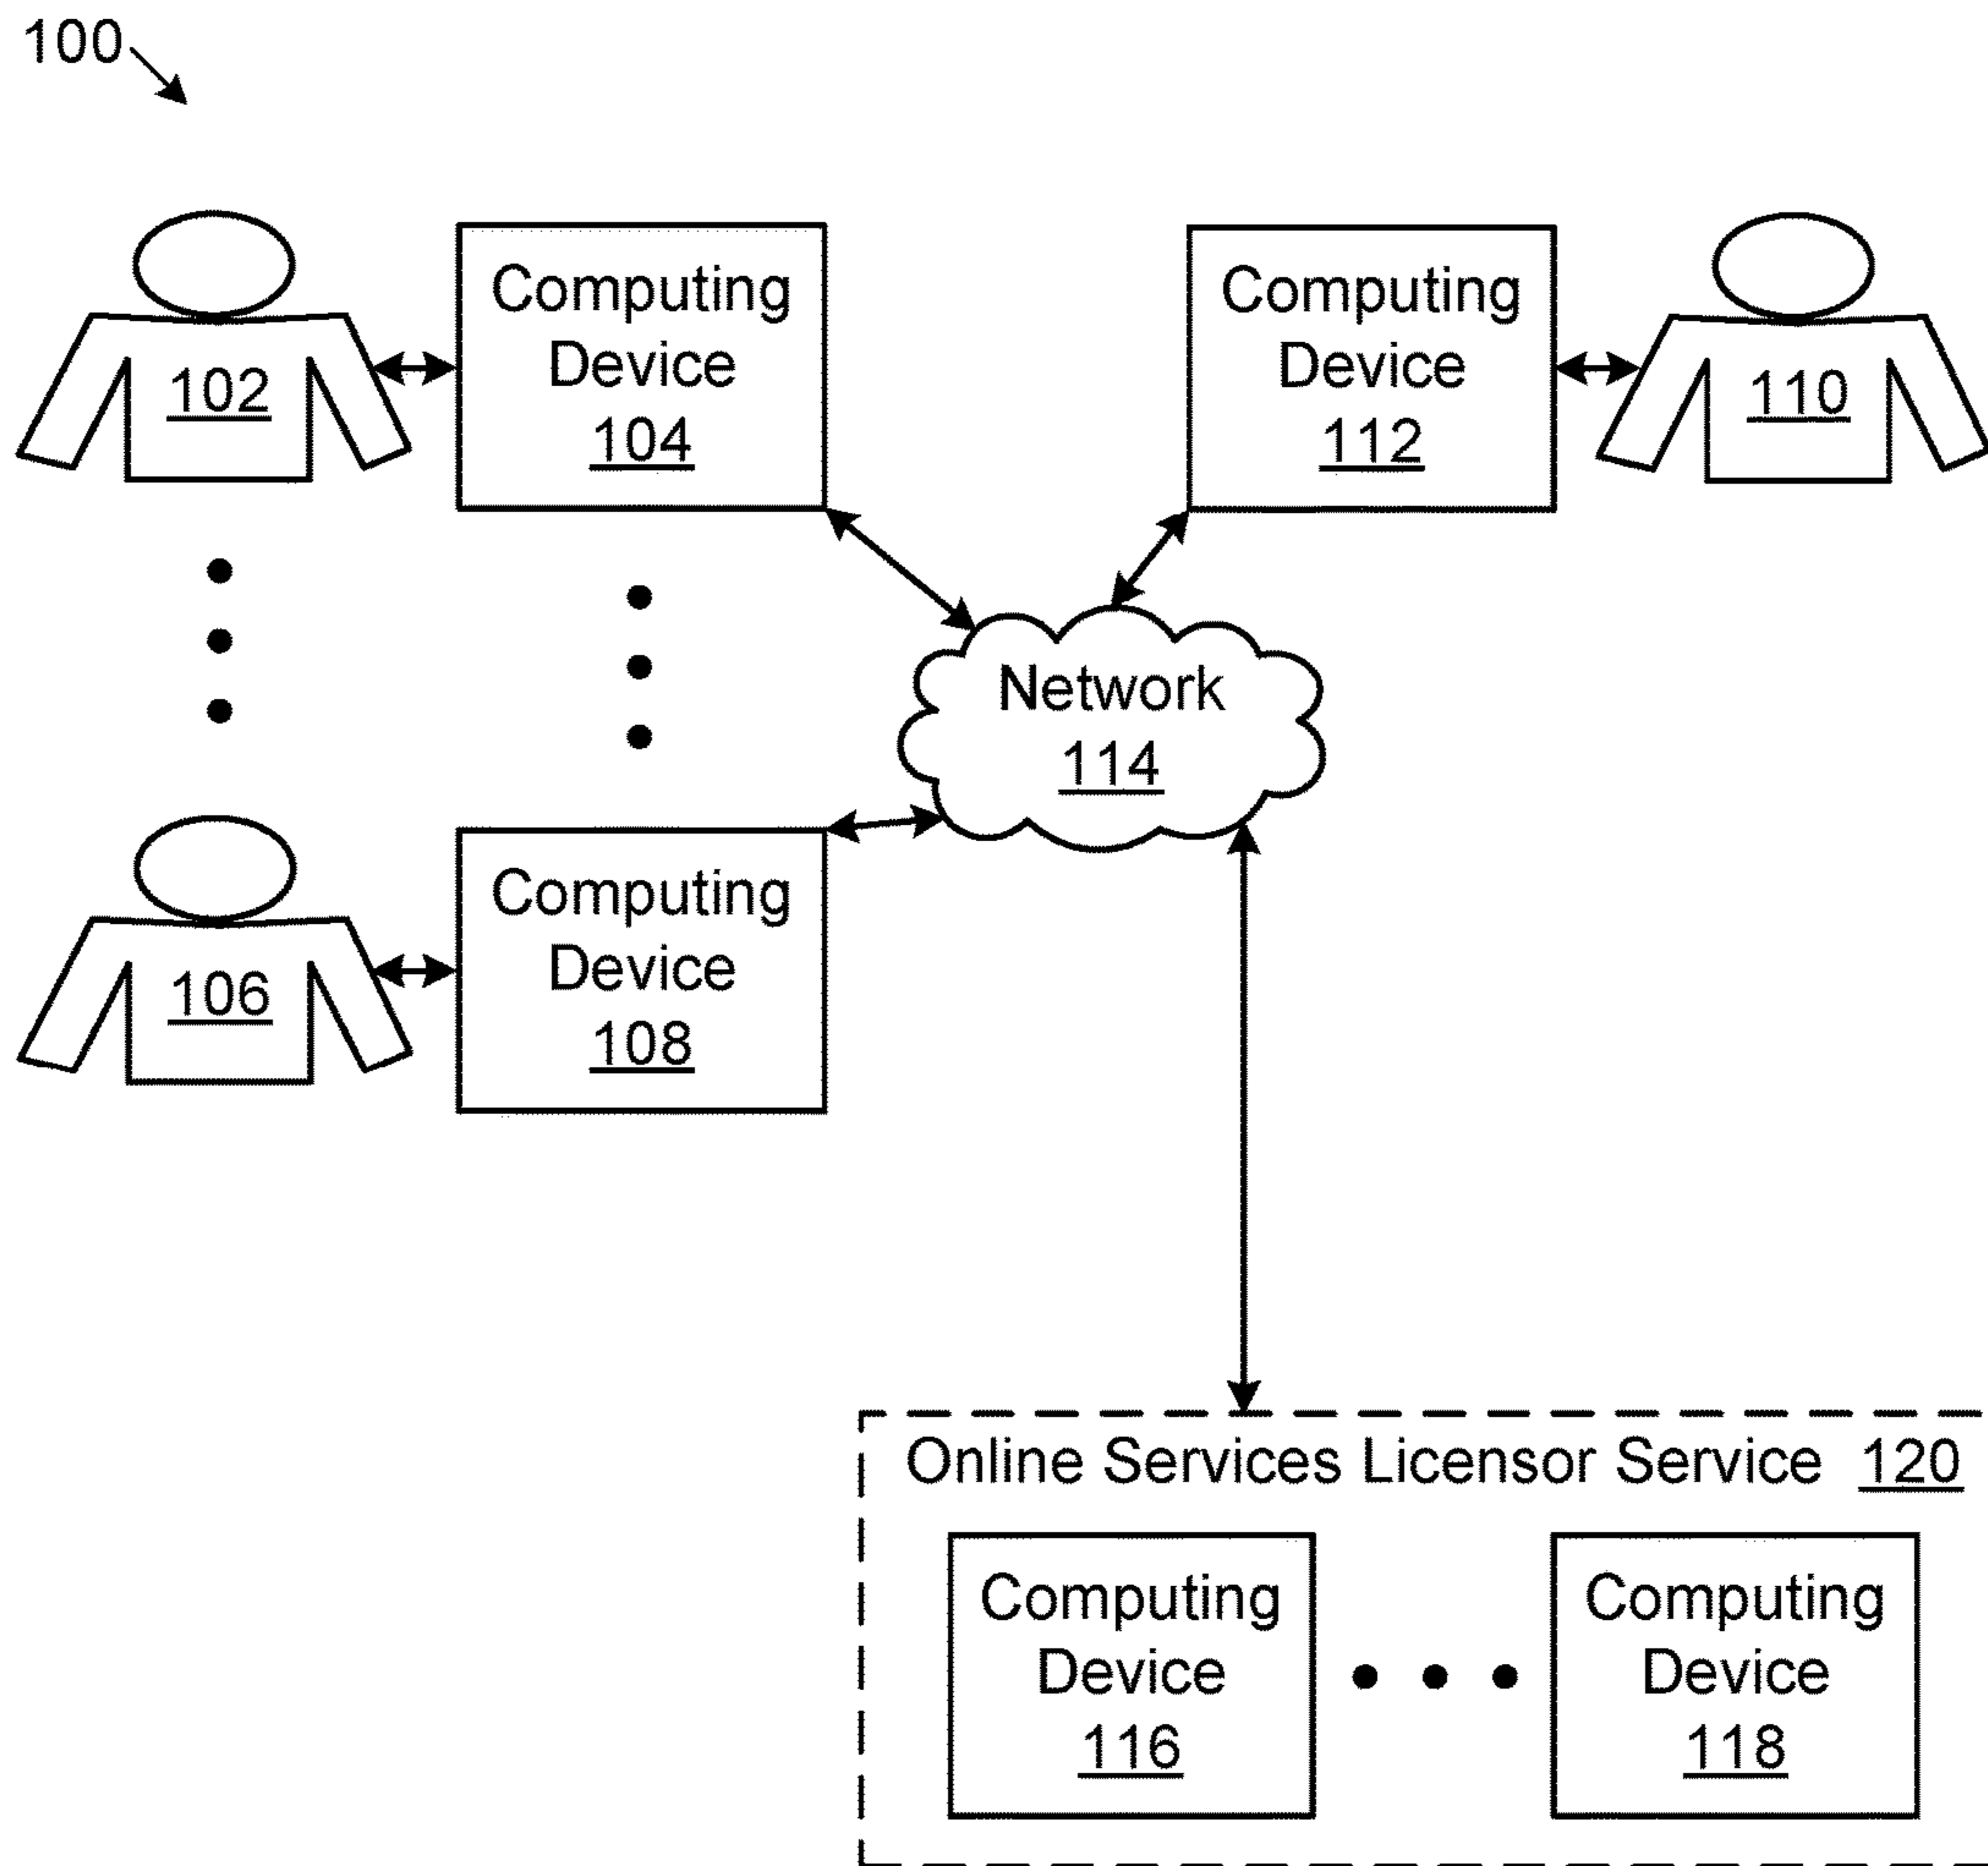 100
102
Computing
Device
104
Computing
Device
112
110
Network
114
106
Computing
Device
108
Online Services Licensor Service 120
Computing
Device
116
Computing
Device
118